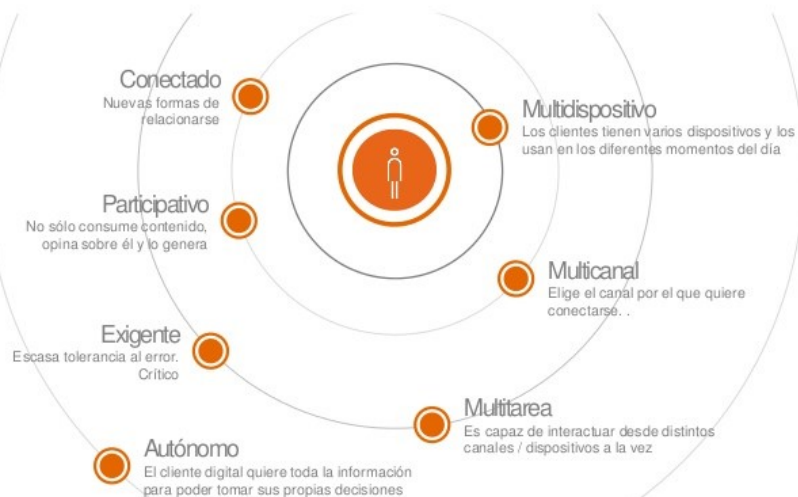 Conectado
Nuevas formas de
relacionarse
Multidispositivo
Los clientes tienen varios dispositivos y los
usan en los diferentes momentos del día
Participativo
No sólo consume contenido,
opina sobre él y lo genera
Multicanal
Elige el canal por el que quiere
conectarse. .
Exigente
Escasa tolerancia al error.
Crítico
Multitarea
Es capaz de interactuar desde distintos
canales / dispositivos a la vez
Autónomo
El cliente digital quiere toda la información
para poder tomar sus propias decisiones